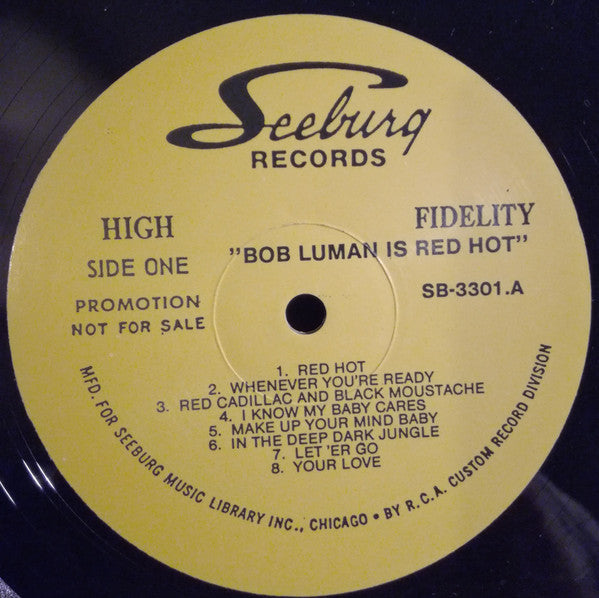 Seeburg
RECORDS
HIGH FIDELITY
"BOB LUMAN IS RED HOT"
SIDE ONE
SB-3301.A
PROMOTION
NOT FOR SALE
1. RED HOT
2. WHENEVER YOU'RE READY
3. RED CADILLAC AND BLACK MOUSTACHE
4. I KNOW MY BABY CARES
5. MAKE UP YOUR MIND BABY
6. IN THE DEEP DARK JUNGLE
7. LET 'ER GO
8. YOUR LOVE
MFD. FOR SEEBURG MUSIC LIBRARY INC., CHICAGO • BY R.C.A. CUSTOM RECORD DIVISION